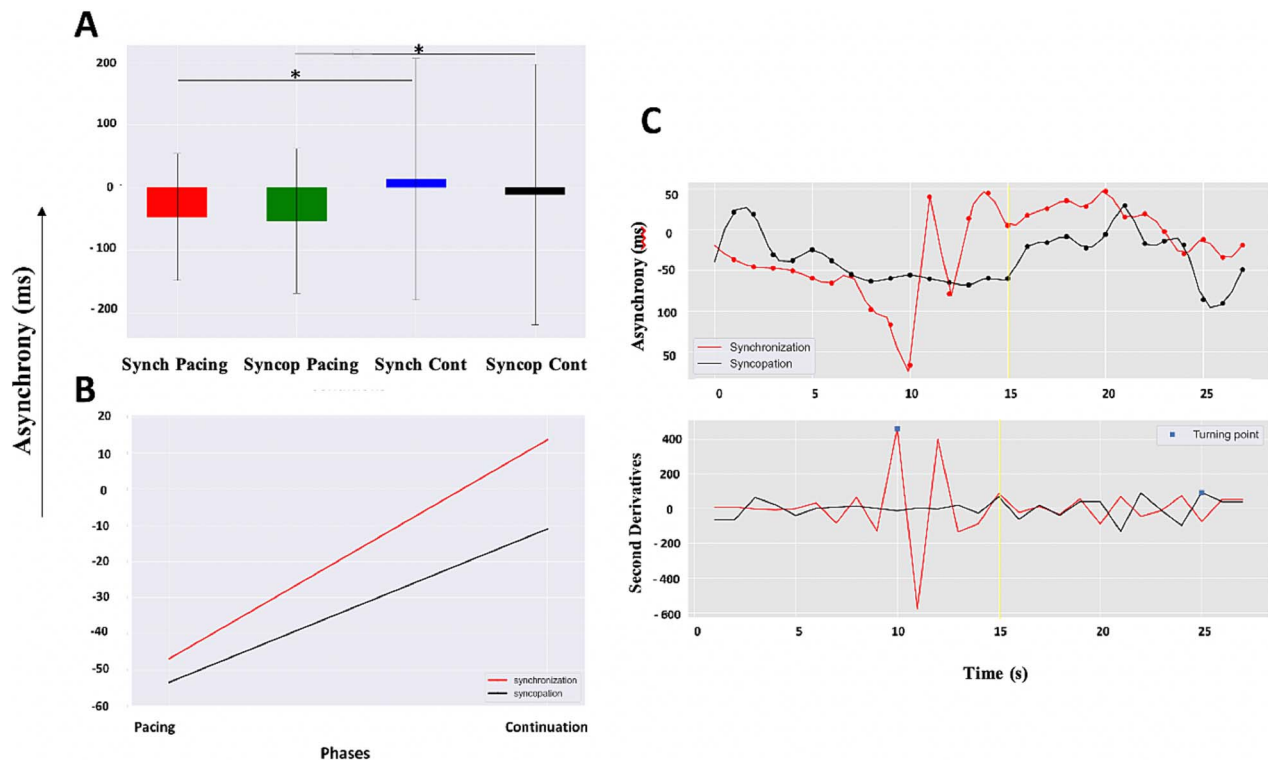 A
*
*
200
100
0
-100
- 200
Synch Pacing Syncop Pacing Synch Cont Syncop Cont
Asynchrony (ms)
B
20
10
0
-10
-20
-30
-40
-50
-60
synchronization
syncopation
Pacing Continuation
Phases
C
50
0
-50
100
50
Asynchrony (ms)
Synchronization
Syncopation
0 5 10 15 20 25
400
200
0
-200
- 400
- 600
Second Derivatives
Turning point
0 5 10 15 20 25
Time (s)